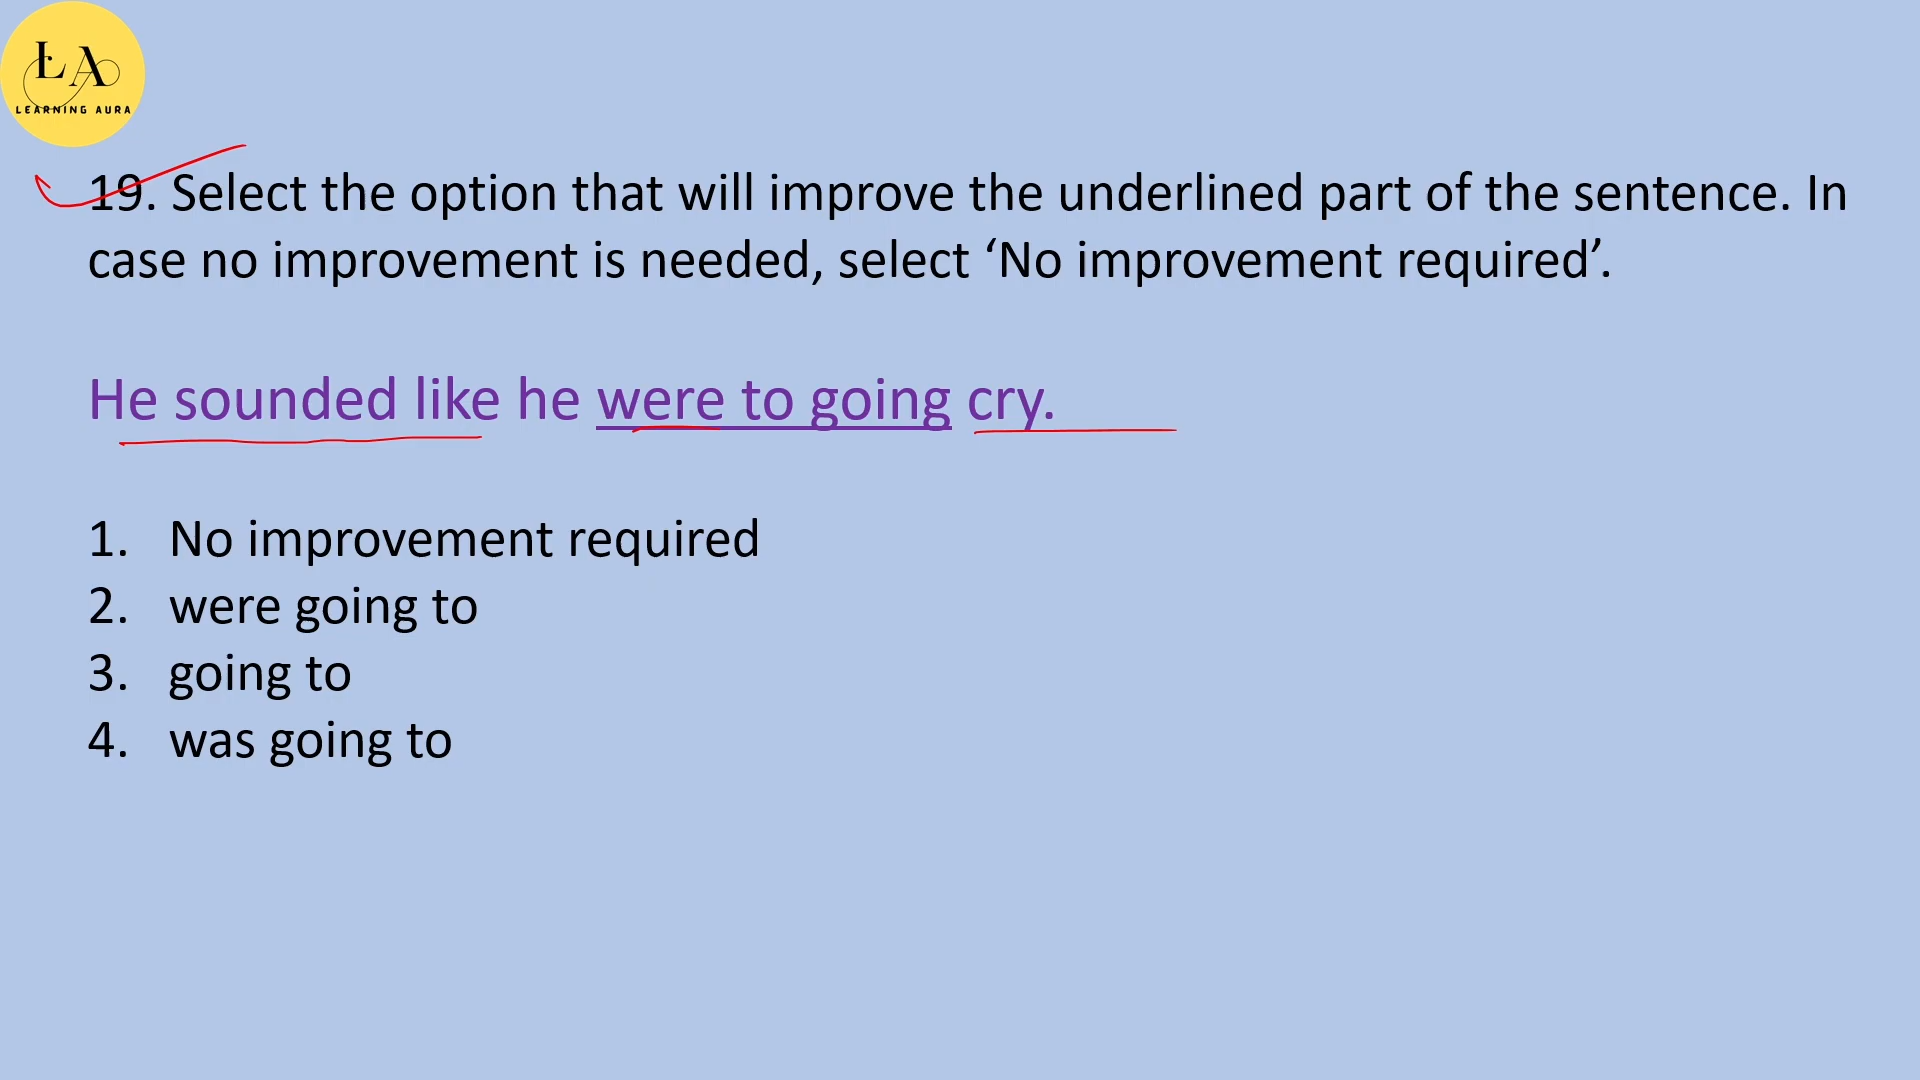 LA
LEARNING AURA
19. Select the option that will improve the underlined part of the sentence. In
case no improvement is needed, select ‘No improvement required’.
He sounded like he were to going cry.
1. No improvement required
2. were going to
3. going to
4. was going to